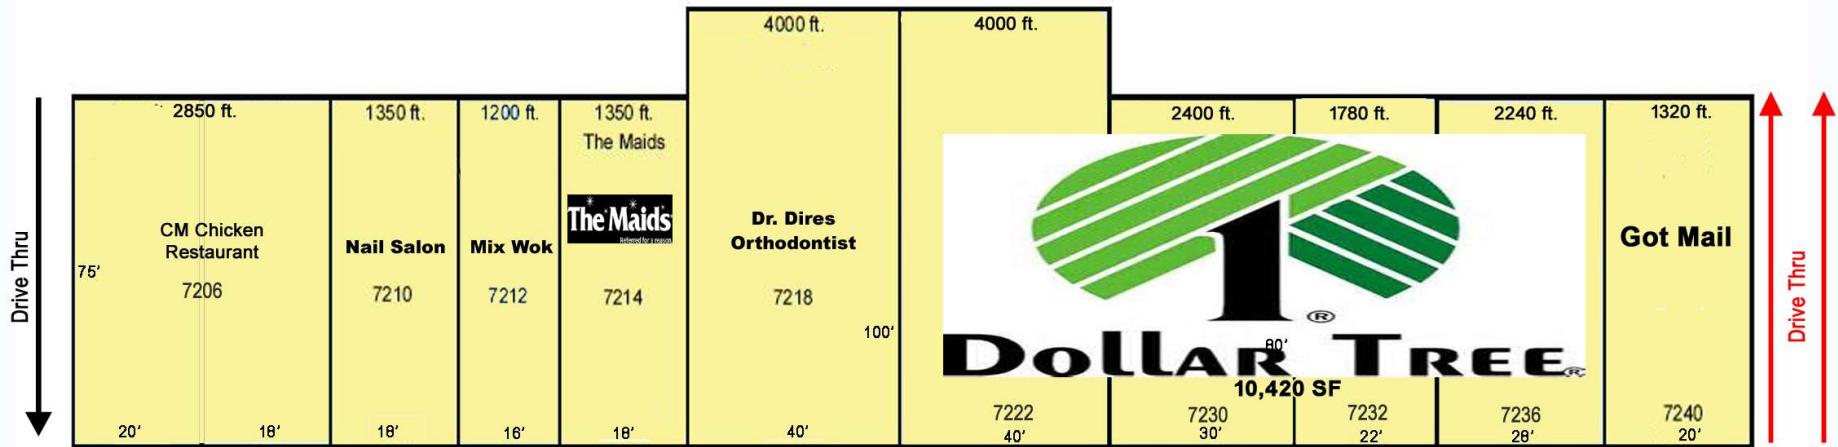 4000 ft.
4000 ft.
2850 ft.
1350 ft.
1200 ft.
1350 ft.
The Maids
2400 ft.
1780 ft.
2240 ft.
1320 ft.
The Maids
Referred for a reason
CM Chicken
Restaurant
7206
Nail Salon
7210
Mix Wok
7212
7214
Dr. Dires
Orthodontist
7218
Got Mail
Drive Thru
75'
100'
1®
80'
DOLLAR TREE®
10,420 SF
7222
7230
7232
7236
7240
20'
18'
18'
16'
18'
40'
40'
30'
22'
28'
20'
Drive Thru